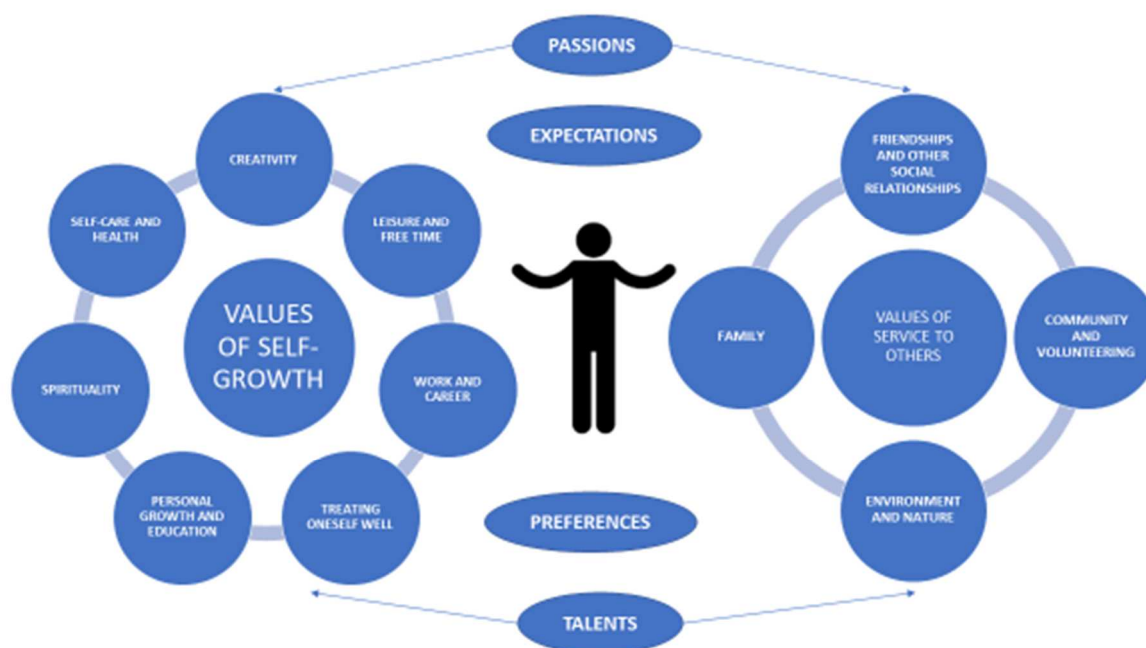 PASSIONS
EXPECTATIONS
CREATIVITY
LEISURE AND
FREE TIME
WORK AND
CAREER
TREATING
ONESELF WELL
PERSONAL
GROWTH AND
EDUCATION
SPIRITUALITY
SELF-CARE AND
HEALTH
VALUES
OF SELF-
GROWTH
FRIENDSHIPS
AND OTHER
SOCIAL
RELATIONSHIPS
COMMUNITY
AND
VOLUNTEERING
ENVIRONMENT
AND NATURE
FAMILY
VALUES OF
SERVICE TO
OTHERS
PREFERENCES
TALENTS